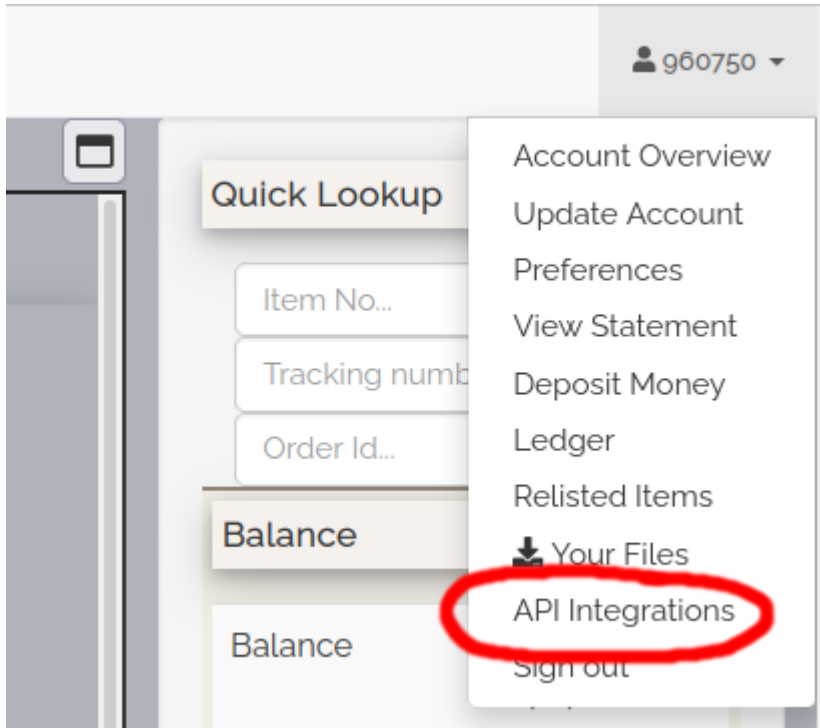 960750
Quick Lookup
Item No...
Tracking numb
Order Id...
Balance
Balance
Account Overview
Update Account
Preferences
View Statement
Deposit Money
Ledger
Relisted Items
Your Files
API Integrations
Sign out